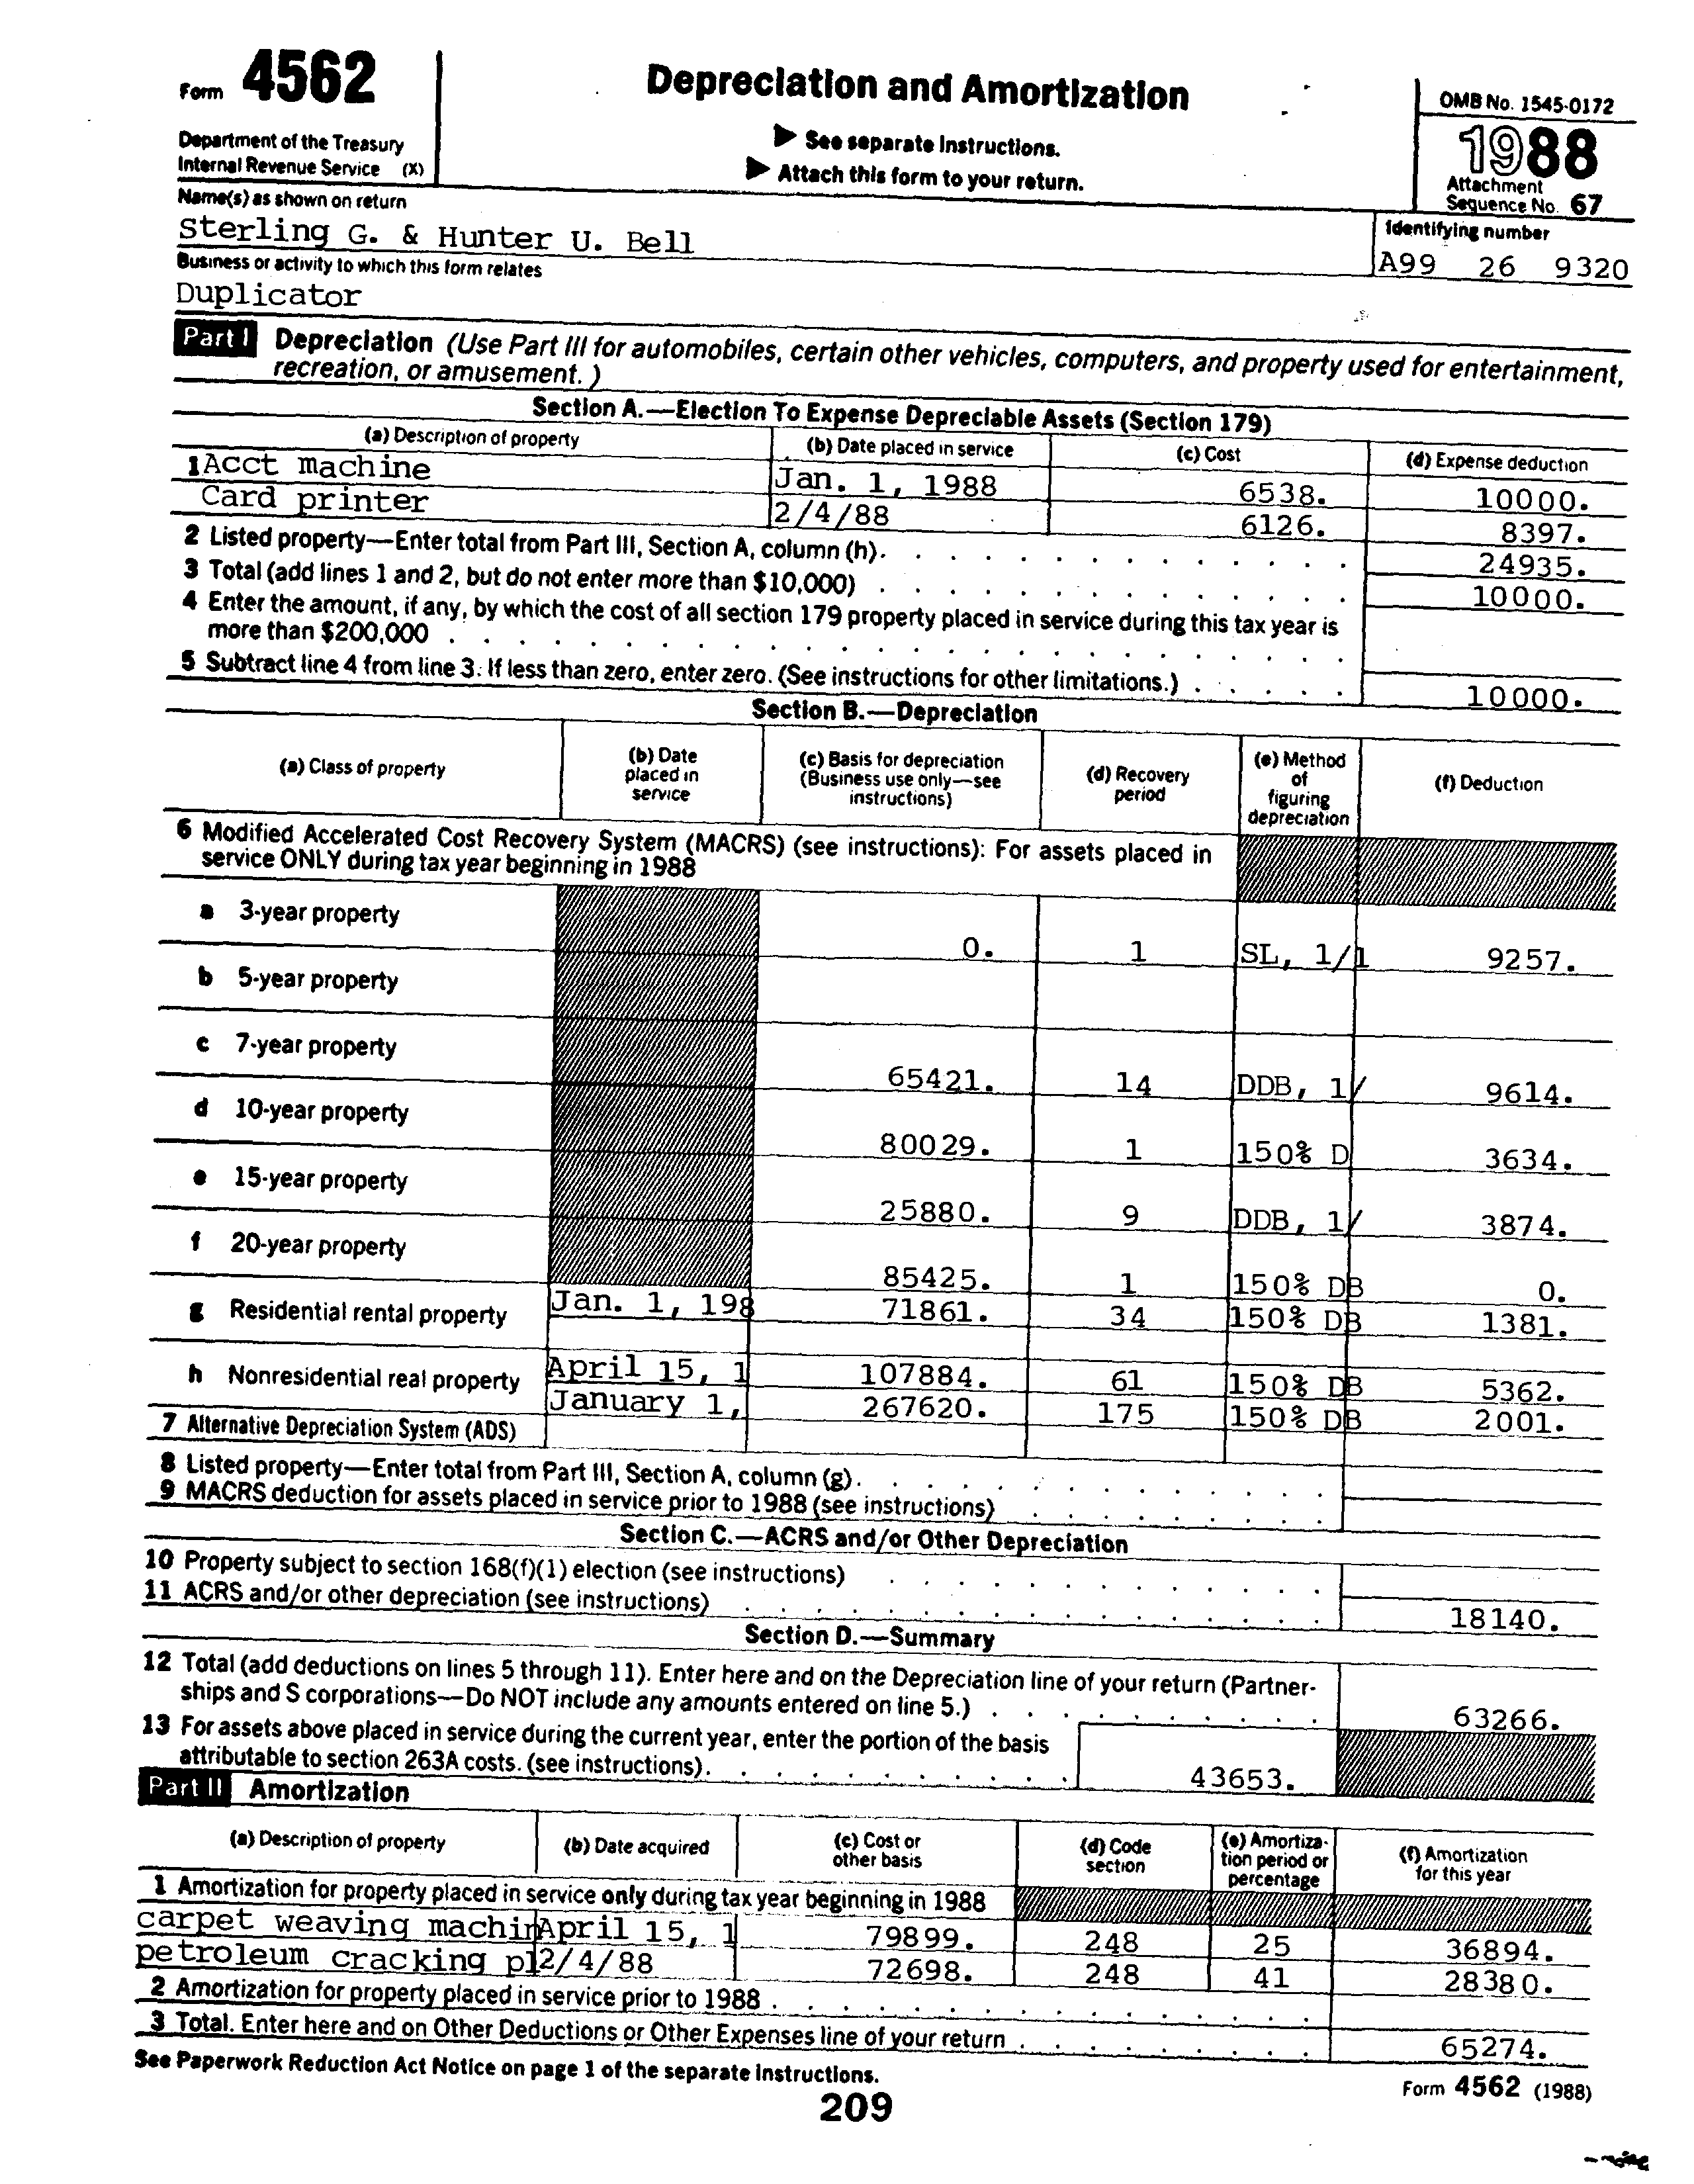 Form 4562
Depreciation and Amortization
OMB No. 1545-0172
Department of the Treasury
Internal Revenue Service (X)
▶ See separate Instructions.
▶ Attach this form to your return.
1988
Attachment
Sequence No. 67
Name(s) as shown on return
Identifying number
Sterling G. & Hunter U. Bell
A99 26 9320
Business or activity to which this form relates
Duplicator
Part I Depreciation (Use Part III for automobiles, certain other vehicles, computers, and property used for entertainment,
recreation, or amusement.)
Section A.—Election To Expense Depreciable Assets (Section 179)
(a) Description of property (b) Date placed in service (c) Cost (d) Expense deduction
1 Acct machine Jan. 1, 1988 6538. 10000.
Card printer 2/4/88 6126. 8397.
2 Listed property—Enter total from Part III, Section A, column (h). 24935.
3 Total (add lines 1 and 2, but do not enter more than $10,000) 10000.
4 Enter the amount, if any, by which the cost of all section 179 property placed in service during this tax year is
more than $200,000
5 Subtract line 4 from line 3. If less than zero, enter zero. (See instructions for other limitations.) 10000.
Section B.—Depreciation
(a) Class of property (b) Date placed in service (c) Basis for depreciation (Business use only—see instructions) (d) Recovery period (e) Method of figuring depreciation (f) Deduction
6 Modified Accelerated Cost Recovery System (MACRS) (see instructions): For assets placed in
service ONLY during tax year beginning in 1988
a 3-year property 0. 1 SL, 1/1 9257.
b 5-year property
c 7-year property 65421. 14 DDB, 1/ 9614.
d 10-year property 80029. 1 150% D 3634.
e 15-year property 25880. 9 DDB, 1/ 3874.
f 20-year property 85425. 1 150% DB 0.
g Residential rental property Jan. 1, 198 71861. 34 150% DB 1381.
h Nonresidential real property April 15, 1 107884. 61 150% DB 5362.
January 1, 267620. 175 150% DB 2001.
7 Alternative Depreciation System (ADS)
8 Listed property—Enter total from Part III, Section A, column (g).
9 MACRS deduction for assets placed in service prior to 1988 (see instructions)
Section C.—ACRS and/or Other Depreciation
10 Property subject to section 168(f)(1) election (see instructions)
11 ACRS and/or other depreciation (see instructions) 18140.
Section D.—Summary
12 Total (add deductions on lines 5 through 11). Enter here and on the Depreciation line of your return (Partner-
ships and S corporations—Do NOT include any amounts entered on line 5.) 63266.
13 For assets above placed in service during the current year, enter the portion of the basis
attributable to section 263A costs. (see instructions). 43653.
Part II Amortization
(a) Description of property (b) Date acquired (c) Cost or other basis (d) Code section (e) Amortiza-tion period or percentage (f) Amortization for this year
1 Amortization for property placed in service only during tax year beginning in 1988
carpet weaving machin April 15, 1 79899. 248 25 36894.
petroleum cracking pl 2/4/88 72698. 248 41 28380.
2 Amortization for property placed in service prior to 1988
3 Total. Enter here and on Other Deductions or Other Expenses line of your return 65274.
See Paperwork Reduction Act Notice on page 1 of the separate Instructions.
Form 4562 (1988)
209